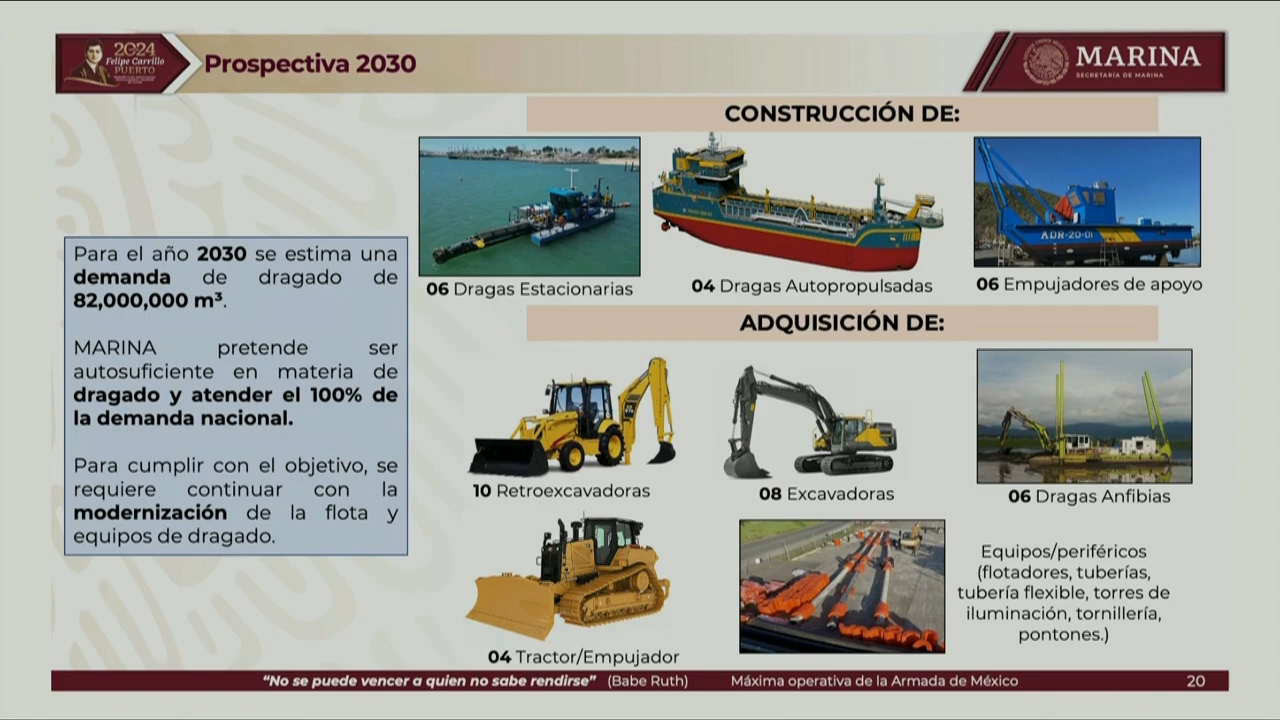 2024
Felipe Carrillo
PUERTO
Prospectiva 2030
MARINA
SECRETARÍA DE MARINA
CONSTRUCCIÓN DE:
Para el año 2030 se estima una
demanda de dragado de
82,000,000 m³.
MARINA pretende ser
autosuficiente en materia de
dragado y atender el 100% de
la demanda nacional.
Para cumplir con el objetivo, se
requiere continuar con la
modernización de la flota y
equipos de dragado.
ADR-20-01
06 Dragas Estacionarias
04 Dragas Autopropulsadas
06 Empujadores de apoyo
ADQUISICIÓN DE:
10 Retroexcavadoras
08 Excavadoras
06 Dragas Anfibias
04 Tractor/Empujador
Equipos/periféricos
(flotadores, tuberías,
tubería flexible, torres de
iluminación, tornillería,
pontones.)
“No se puede vencer a quien no sabe rendirse” (Babe Ruth) Máxima operativa de la Armada de México 20